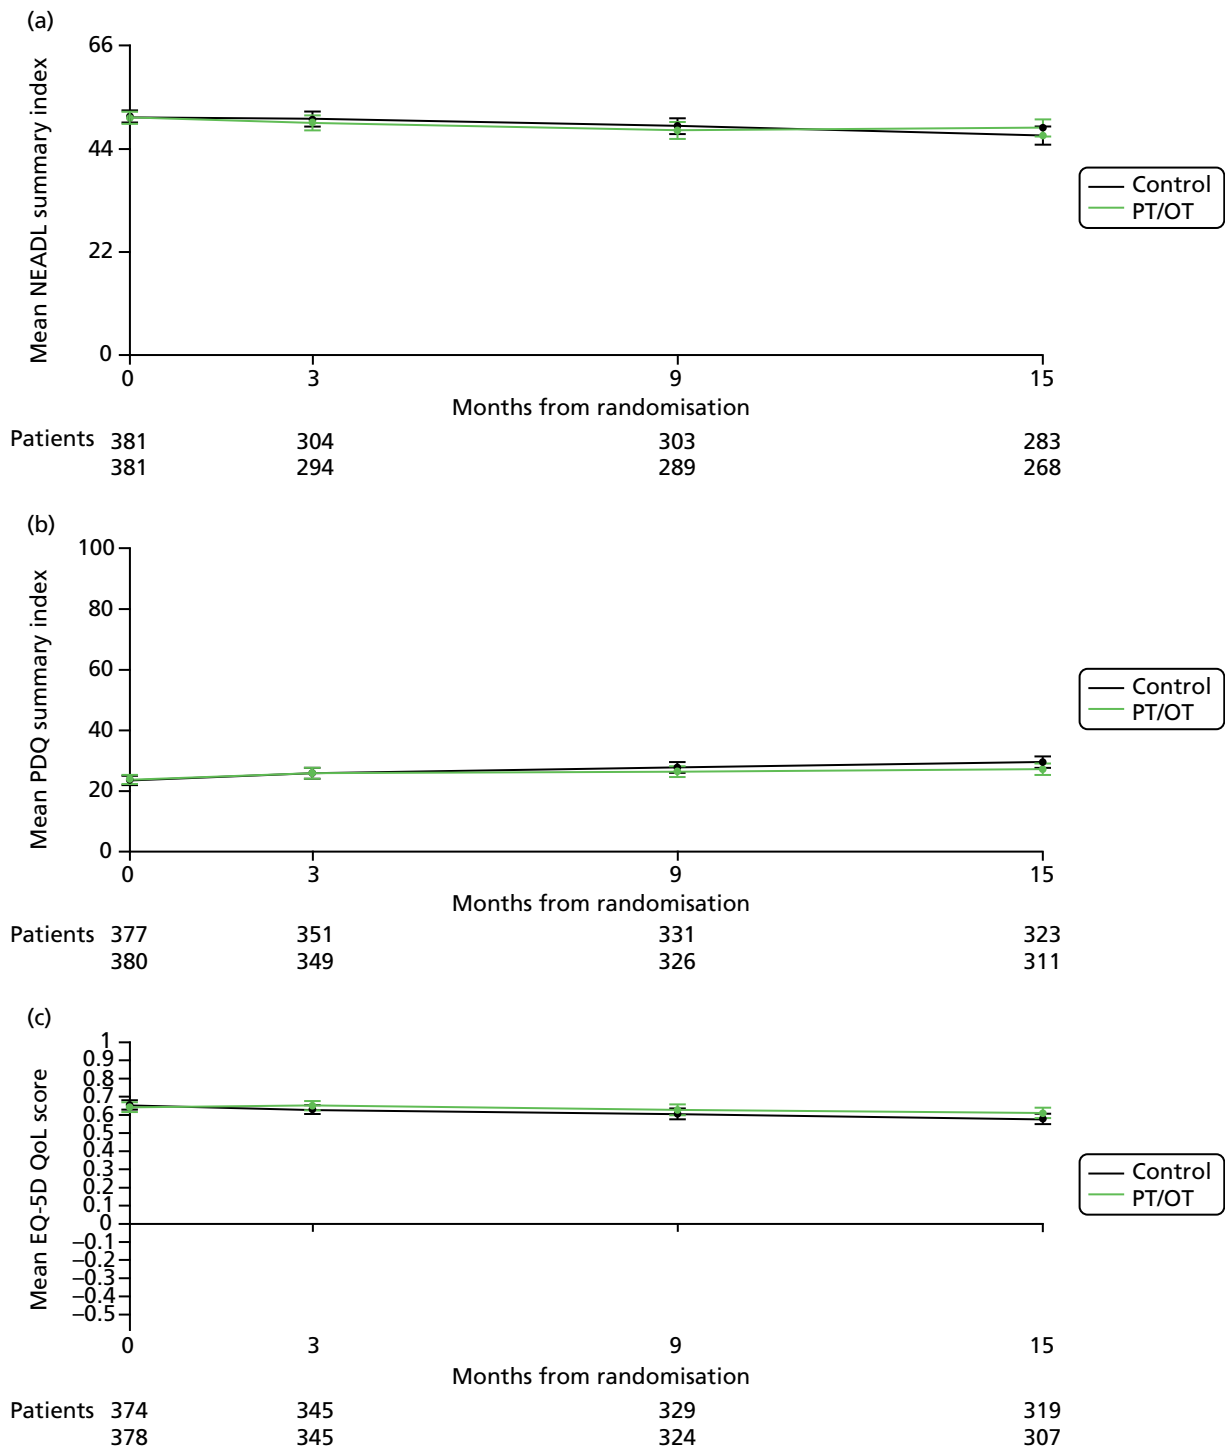 (a)
Mean NEADL summary index
66
44
22
0
0 3 9 15
Months from randomisation
Control
PT/OT
Patients 381 304 303 283
381 294 289 268
(b)
Mean PDQ summary index
100
80
60
40
20
0
0 3 9 15
Months from randomisation
Control
PT/OT
Patients 377 351 331 323
380 349 326 311
(c)
Mean EQ-5D QoL score
1
0.9
0.8
0.7
0.6
0.5
0.4
0.3
0.2
0.1
0
–0.1
–0.2
–0.3
–0.4
–0.5
0 3 9 15
Months from randomisation
Control
PT/OT
Patients 374 345 329 319
378 345 324 307